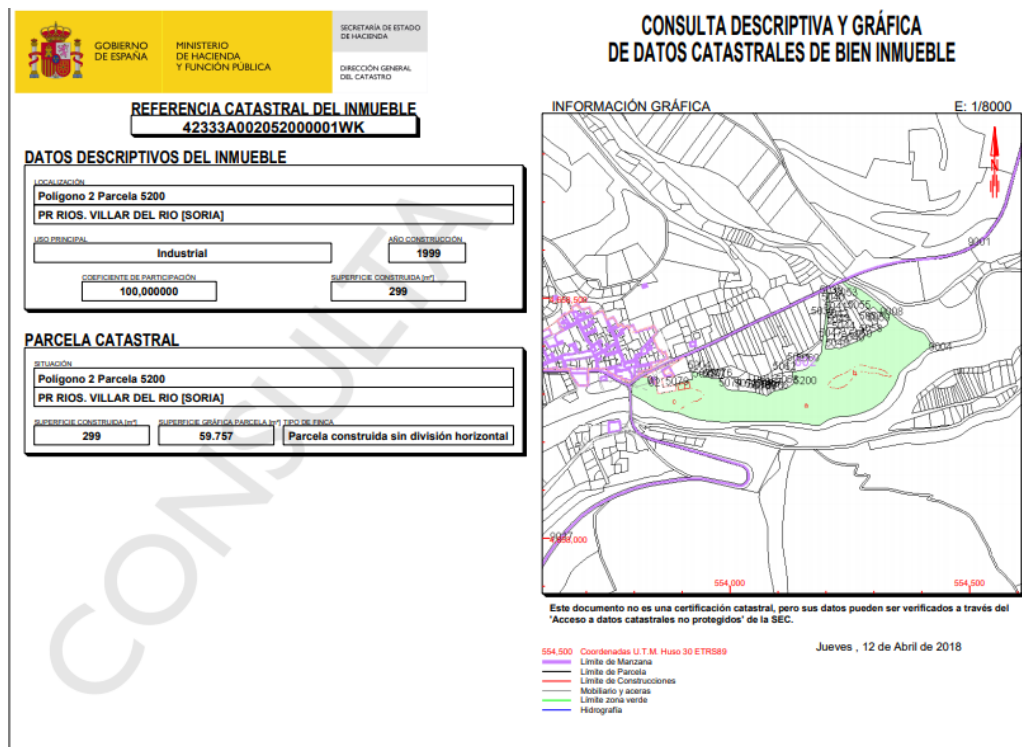 GOBIERNO
DE ESPAÑA
MINISTERIO
DE HACIENDA
Y FUNCIÓN PÚBLICA
SECRETARÍA DE ESTADO
DE HACIENDA
DIRECCIÓN GENERAL
DEL CATASTRO
REFERENCIA CATASTRAL DEL INMUEBLE
42333A002052000001WK
DATOS DESCRIPTIVOS DEL INMUEBLE
LOCALIZACIÓN
Polígono 2 Parcela 5200
PR RIOS. VILLAR DEL RIO [SORIA]
USO PRINCIPAL
Industrial
AÑO CONSTRUCCIÓN
1999
COEFICIENTE DE PARTICIPACIÓN
100,000000
SUPERFICIE CONSTRUIDA [m²]
299
PARCELA CATASTRAL
SITUACIÓN
Polígono 2 Parcela 5200
PR RIOS. VILLAR DEL RIO [SORIA]
SUPERFICIE CONSTRUIDA [m²]
299
SUPERFICIE GRÁFICA PARCELA [m²]
59.757
TIPO DE FINCA
Parcela construida sin división horizontal
CONSULTA
CONSULTA DESCRIPTIVA Y GRÁFICA
DE DATOS CATASTRALES DE BIEN INMUEBLE
INFORMACIÓN GRÁFICA
E: 1/8000
9001
9004
5200
554,000
554,500
Este documento no es una certificación catastral, pero sus datos pueden ser verificados a través del
'Acceso a datos catastrales no protegidos' de la SEC.
Jueves , 12 de Abril de 2018
554,500 Coordenadas U.T.M. Huso 30 ETRS89
Límite de Manzana
Límite de Parcela
Límite de Construcciones
Mobiliario y aceras
Límite zona verde
Hidrografía